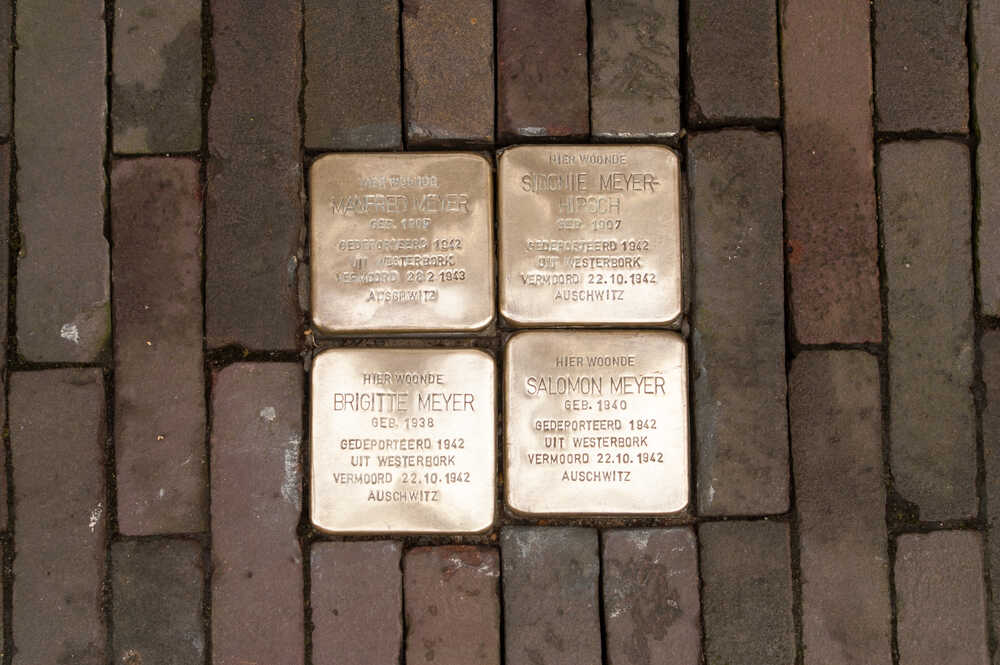 HIER WOONDE
MANFRED MEYER
GEB. 1907
GEDEPORTEERD 1942
UIT WESTERBORK
VERMOORD 28.2.1943
AUSCHWITZ
HIER WOONDE
SIDONIE MEYER-
HIRSCH
GEB. 1907
GEDEPORTEERD 1942
UIT WESTERBORK
VERMOORD 22.10.1942
AUSCHWITZ
HIER WOONDE
BRIGITTE MEYER
GEB. 1938
GEDEPORTEERD 1942
UIT WESTERBORK
VERMOORD 22.10.1942
AUSCHWITZ
HIER WOONDE
SALOMON MEYER
GEB. 1940
GEDEPORTEERD 1942
UIT WESTERBORK
VERMOORD 22.10.1942
AUSCHWITZ